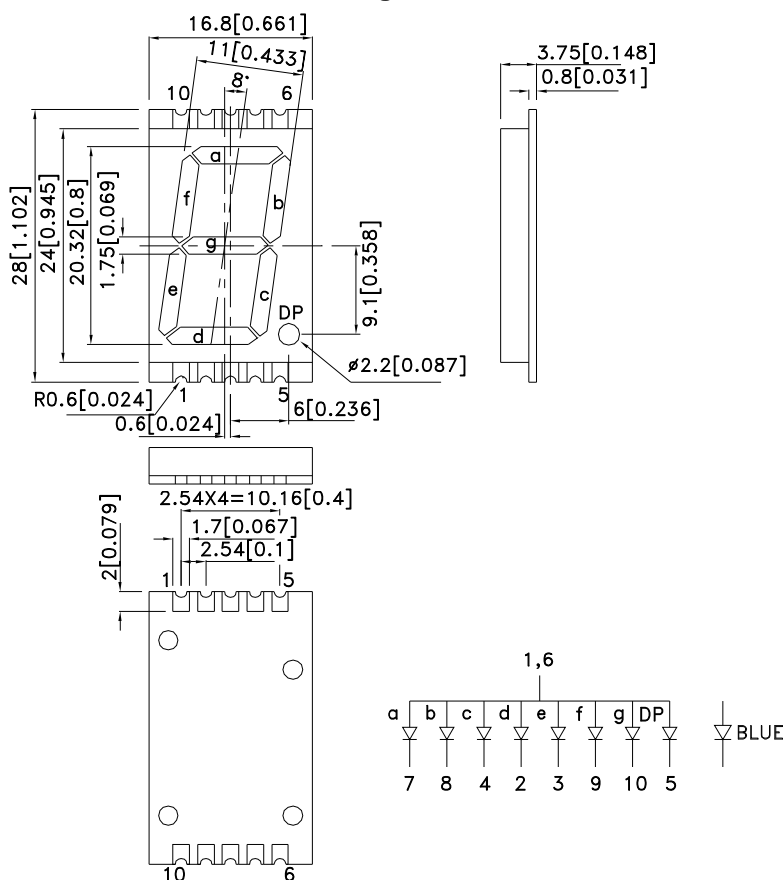 16.8[0.661]
11[0.433]
8°
10
6
28[1.102]
24[0.945]
20.32[0.8]
1.75[0.069]
a
f
b
g
e
c
d
DP
9.1[0.358]
ø2.2[0.087]
R0.6[0.024]
1
5
6[0.236]
0.6[0.024]
3.75[0.148]
0.8[0.031]
2.54X4=10.16[0.4]
1.7[0.067]
2.54[0.1]
2[0.079]
1
5
10
6
1,6
a b c d e f g DP
BLUE
7 8 4 2 3 9 10 5